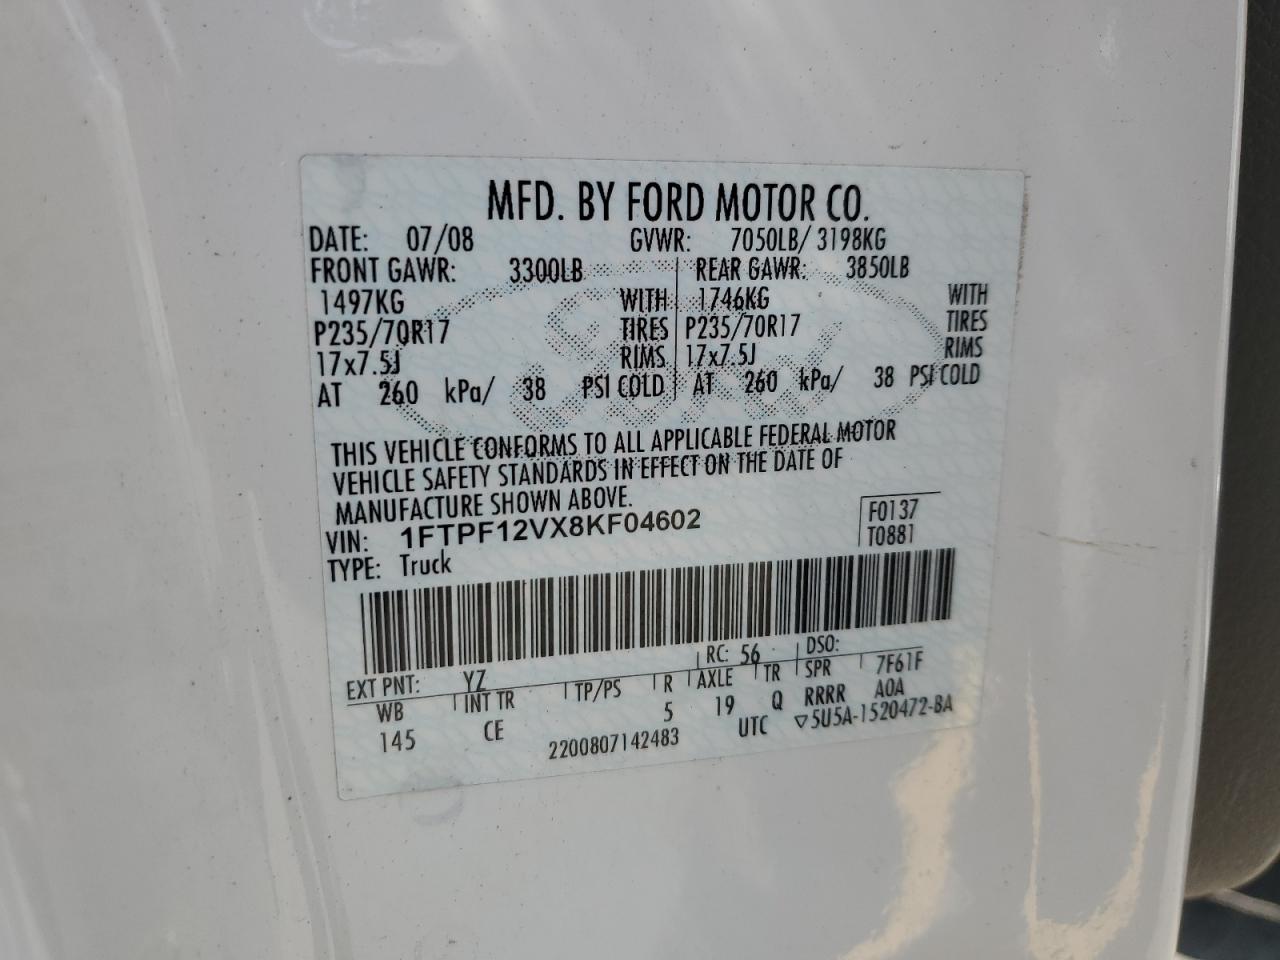 MFD. BY FORD MOTOR CO.
DATE: 07/08 GVWR: 7050LB/ 3198KG
FRONT GAWR: 3300LB REAR GAWR: 3850LB
1497KG WITH 1746KG WITH
P235/70R17 TIRES P235/70R17 TIRES
17x7.5J RIMS 17x7.5J RIMS
AT 260 kPa/ 38 PSI COLD AT 260 kPa/ 38 PSI COLD
Ford
THIS VEHICLE CONFORMS TO ALL APPLICABLE FEDERAL MOTOR
VEHICLE SAFETY STANDARDS IN EFFECT ON THE DATE OF
MANUFACTURE SHOWN ABOVE.
VIN: 1FTPF12VX8KF04602 F0137
TYPE: Truck T0881
EXT PNT: YZ RC: 56 DSO:
WB INT TR TP/PS R AXLE TR SPR 7F61F
145 CE 5 19 Q RRRR A0A
2200807142483 UTC ▽5U5A-1520472-BA